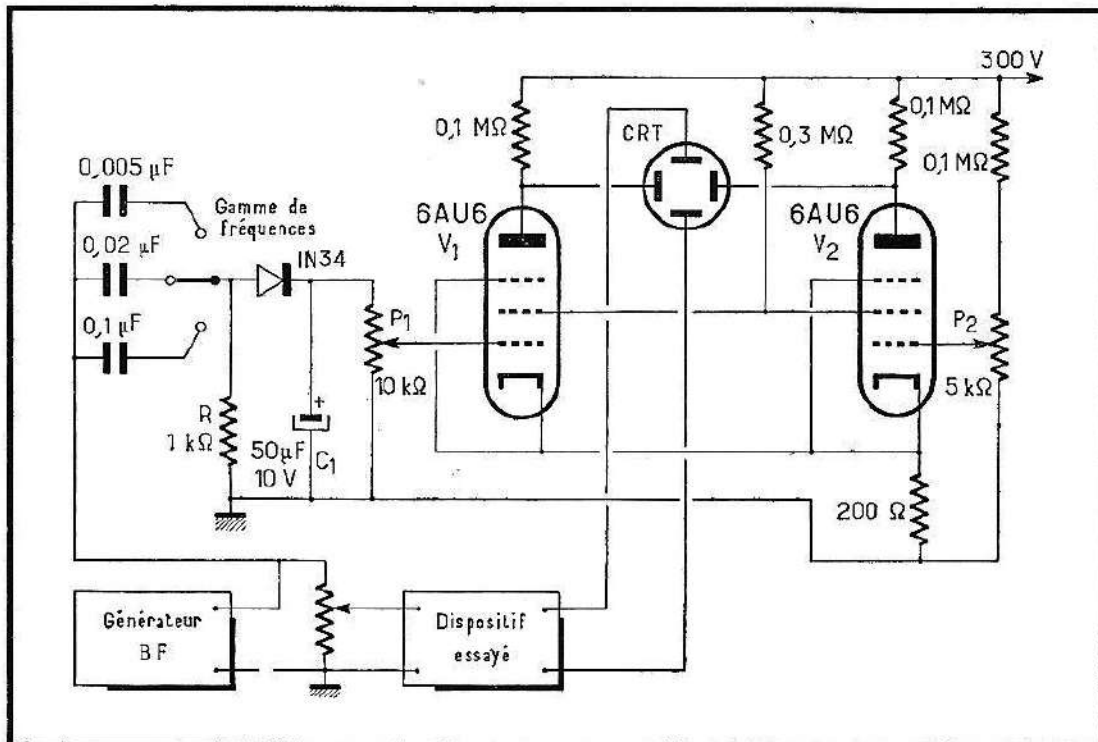 300 V
0,1 MΩ
CRT
0,3 MΩ
0,1 MΩ
0,1 MΩ
0,005 µF
Gamme de
fréquences
6AU6
V1
6AU6
V2
0,02 µF
IN34
0,1 µF
P1
10 kΩ
P2
5 kΩ
R
1 kΩ
+
50 µF
10 V
C1
200 Ω
Générateur
BF
Dispositif
essayé